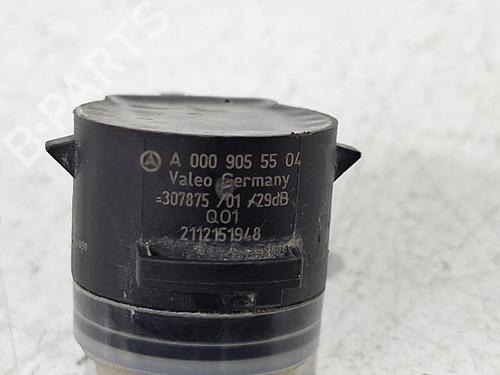 B-PARTS
A 000 905 55 04
Valeo Germany
=307875 /01 /29dB
Q01
2112151948